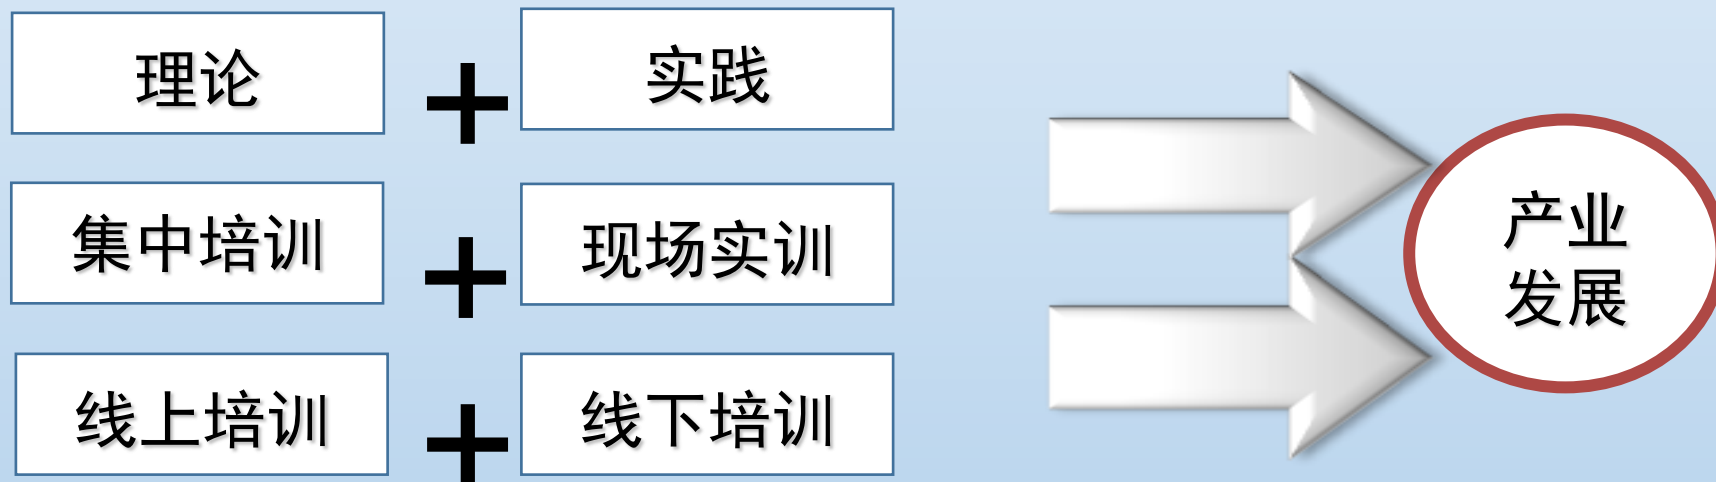 理论 + 实践
集中培训 + 现场实训
线上培训 + 线下培训
产业
发展